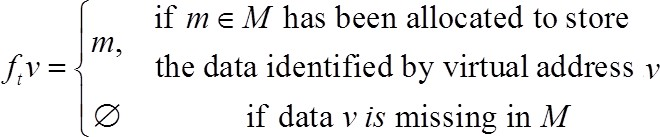 if m ∈ M has been allocated to store
f_t v = { m, the data identified by virtual address v
∅ if data v is missing in M